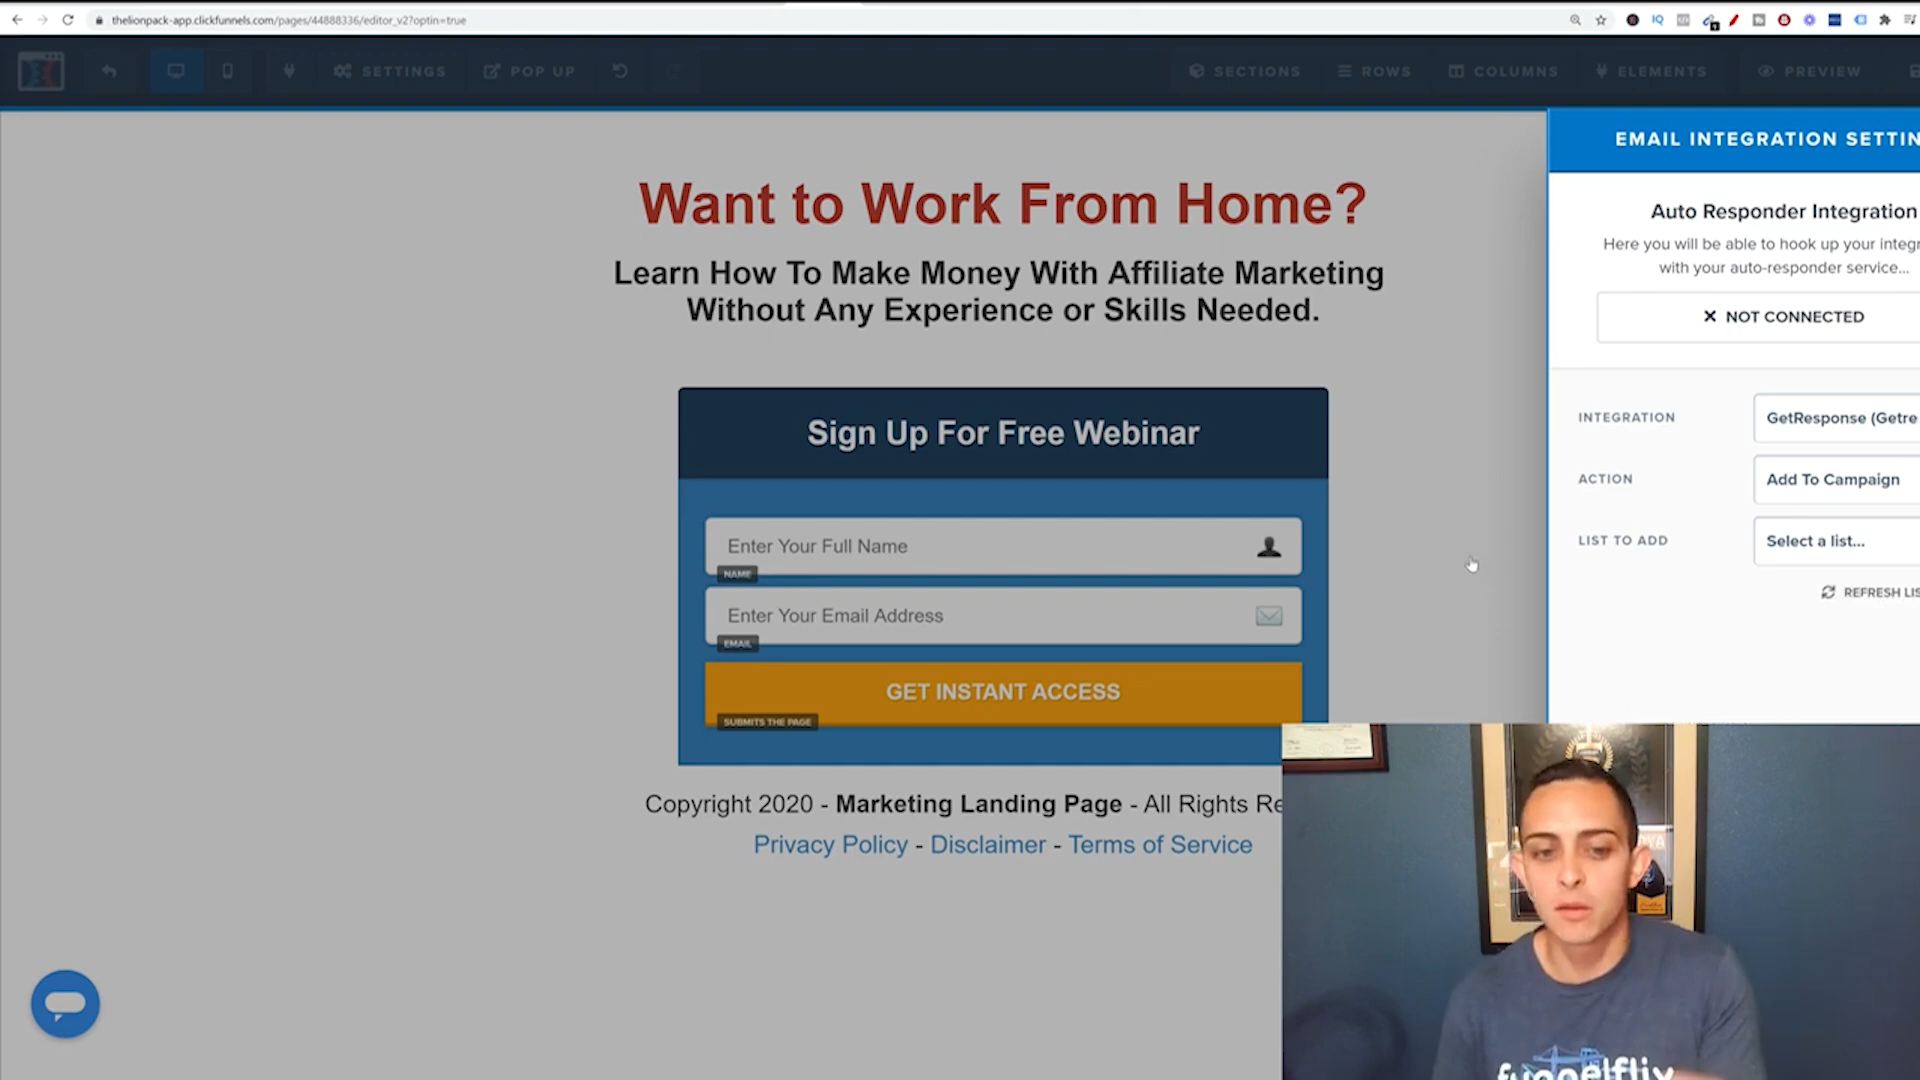 thelionpack-app.clickfunnels.com/pages/44888336/editor_v2?optin=true
SETTINGS
POP UP
SECTIONS
ROWS
COLUMNS
ELEMENTS
PREVIEW
EMAIL INTEGRATION SETTIN
Auto Responder Integration
Here you will be able to hook up your integr
with your auto-responder service...
NOT CONNECTED
INTEGRATION
GetResponse (Getre
ACTION
Add To Campaign
LIST TO ADD
Select a list...
REFRESH LIS
Want to Work From Home?
Learn How To Make Money With Affiliate Marketing
Without Any Experience or Skills Needed.
Sign Up For Free Webinar
Enter Your Full Name
NAME
Enter Your Email Address
EMAIL
GET INSTANT ACCESS
SUBMITS THE PAGE
Copyright 2020 - Marketing Landing Page - All Rights Re
Privacy Policy - Disclaimer - Terms of Service
funnelflix